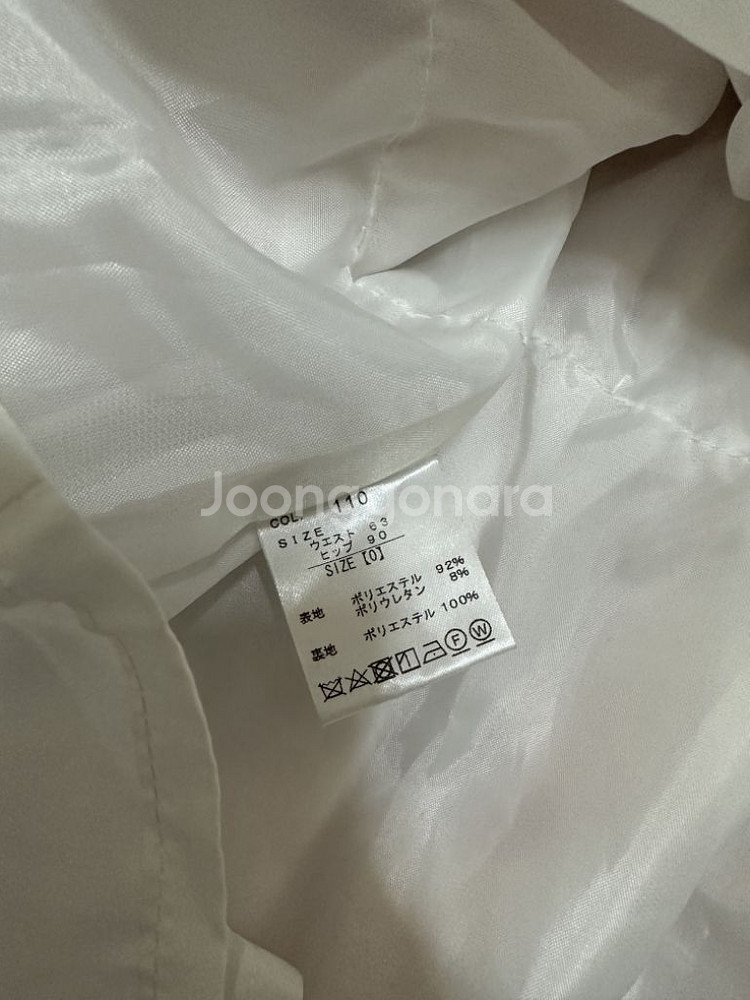 Joonggonara
COL. 110
SIZE
ウエスト 63
ヒップ 90
SIZE【0】
表地 ポリエステル 92%
ポリウレタン 8%
裏地 ポリエステル 100%
F W